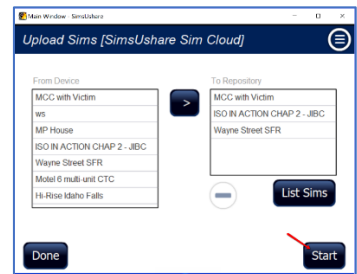 Main Window - SimsUshare
Upload Sims [SimsUshare Sim Cloud]
From Device
MCC with Victim
ws
MP House
ISO IN ACTION CHAP 2 - JIBC
Wayne Street SFR
Motel 6 multi-unit CTC
Hi-Rise Idaho Falls
>
To Repository
MCC with Victim
ISO IN ACTION CHAP 2 - JIBC
Wayne Street SFR
List Sims
Done
Start